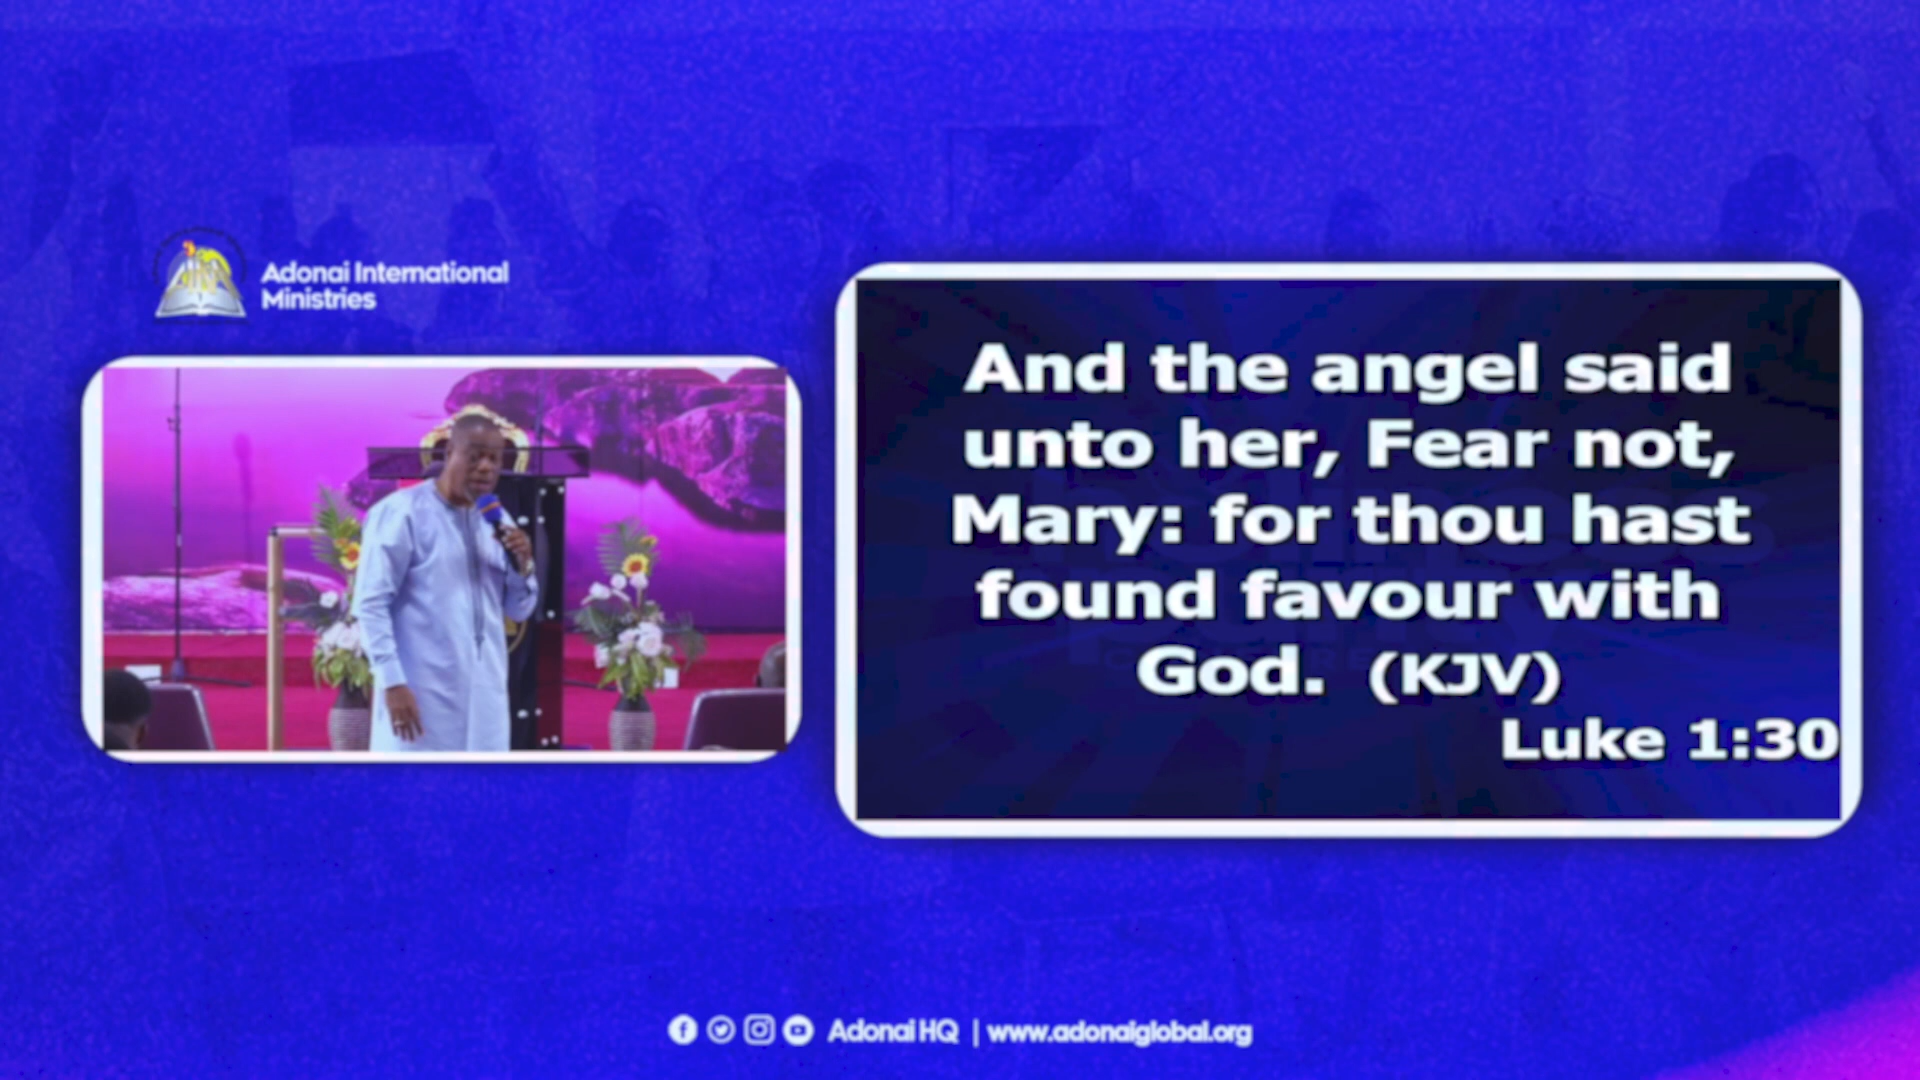 Adonai International
Ministries
And the angel said
unto her, Fear not,
Mary: for thou hast
found favour with
God. (KJV)
Luke 1:30
Adonai HQ | www.adonaiglobal.org